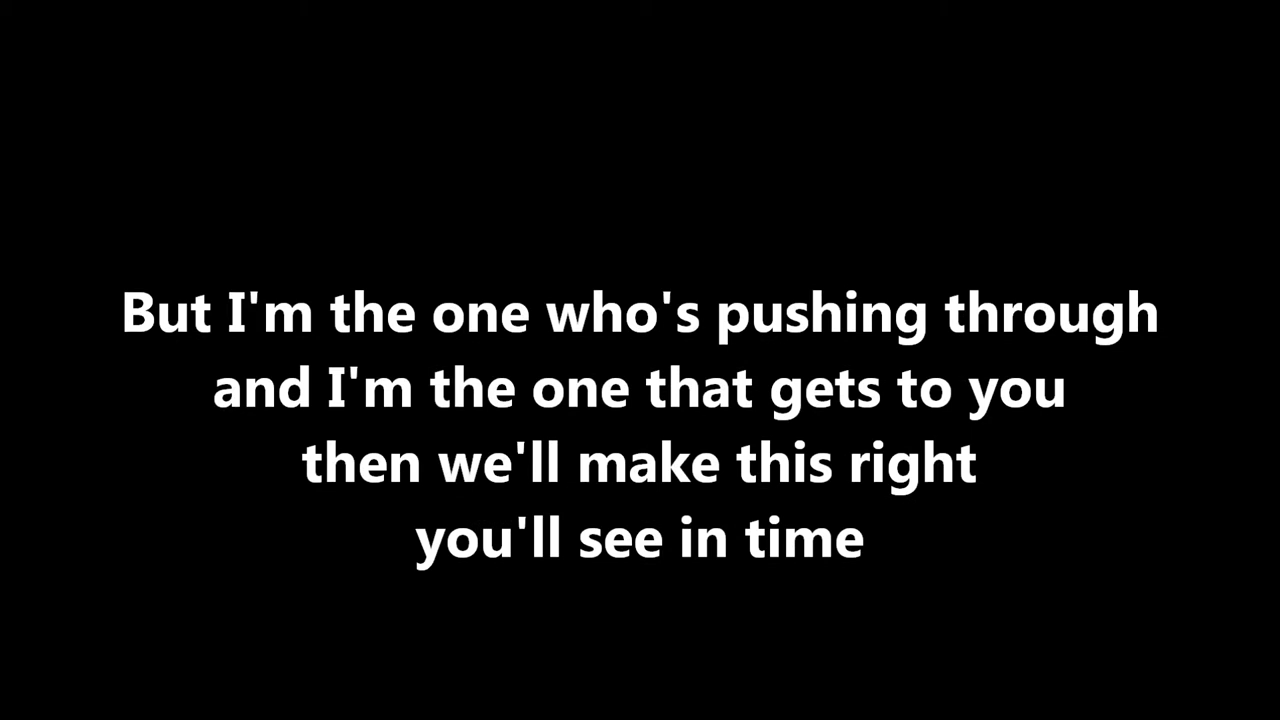 But I'm the one who's pushing through
and I'm the one that gets to you
then we'll make this right
you'll see in time